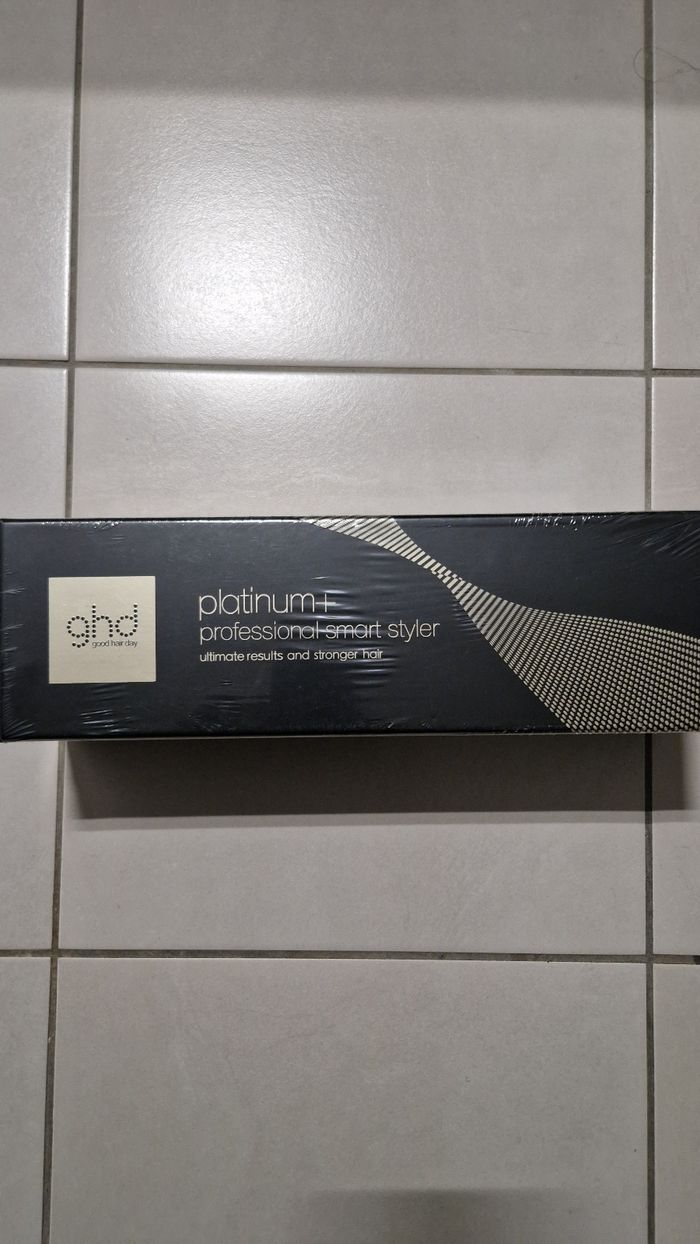 ghd
good hair day
platinum+
professional smart styler
ultimate results and stronger hair